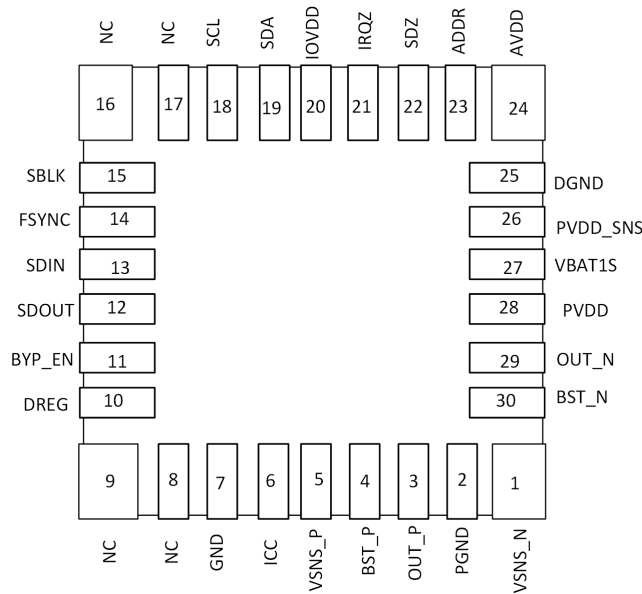 NC NC SCL SDA IOVDD IRQZ SDZ ADDR AVDD
16 17 18 19 20 21 22 23 24
SBLK 15 25 DGND
FSYNC 14 26 PVDD_SNS
SDIN 13 27 VBAT1S
SDOUT 12 28 PVDD
BYP_EN 11 29 OUT_N
DREG 10 30 BST_N
9 8 7 6 5 4 3 2 1
NC NC GND ICC VSNS_P BST_P OUT_P PGND VSNS_N